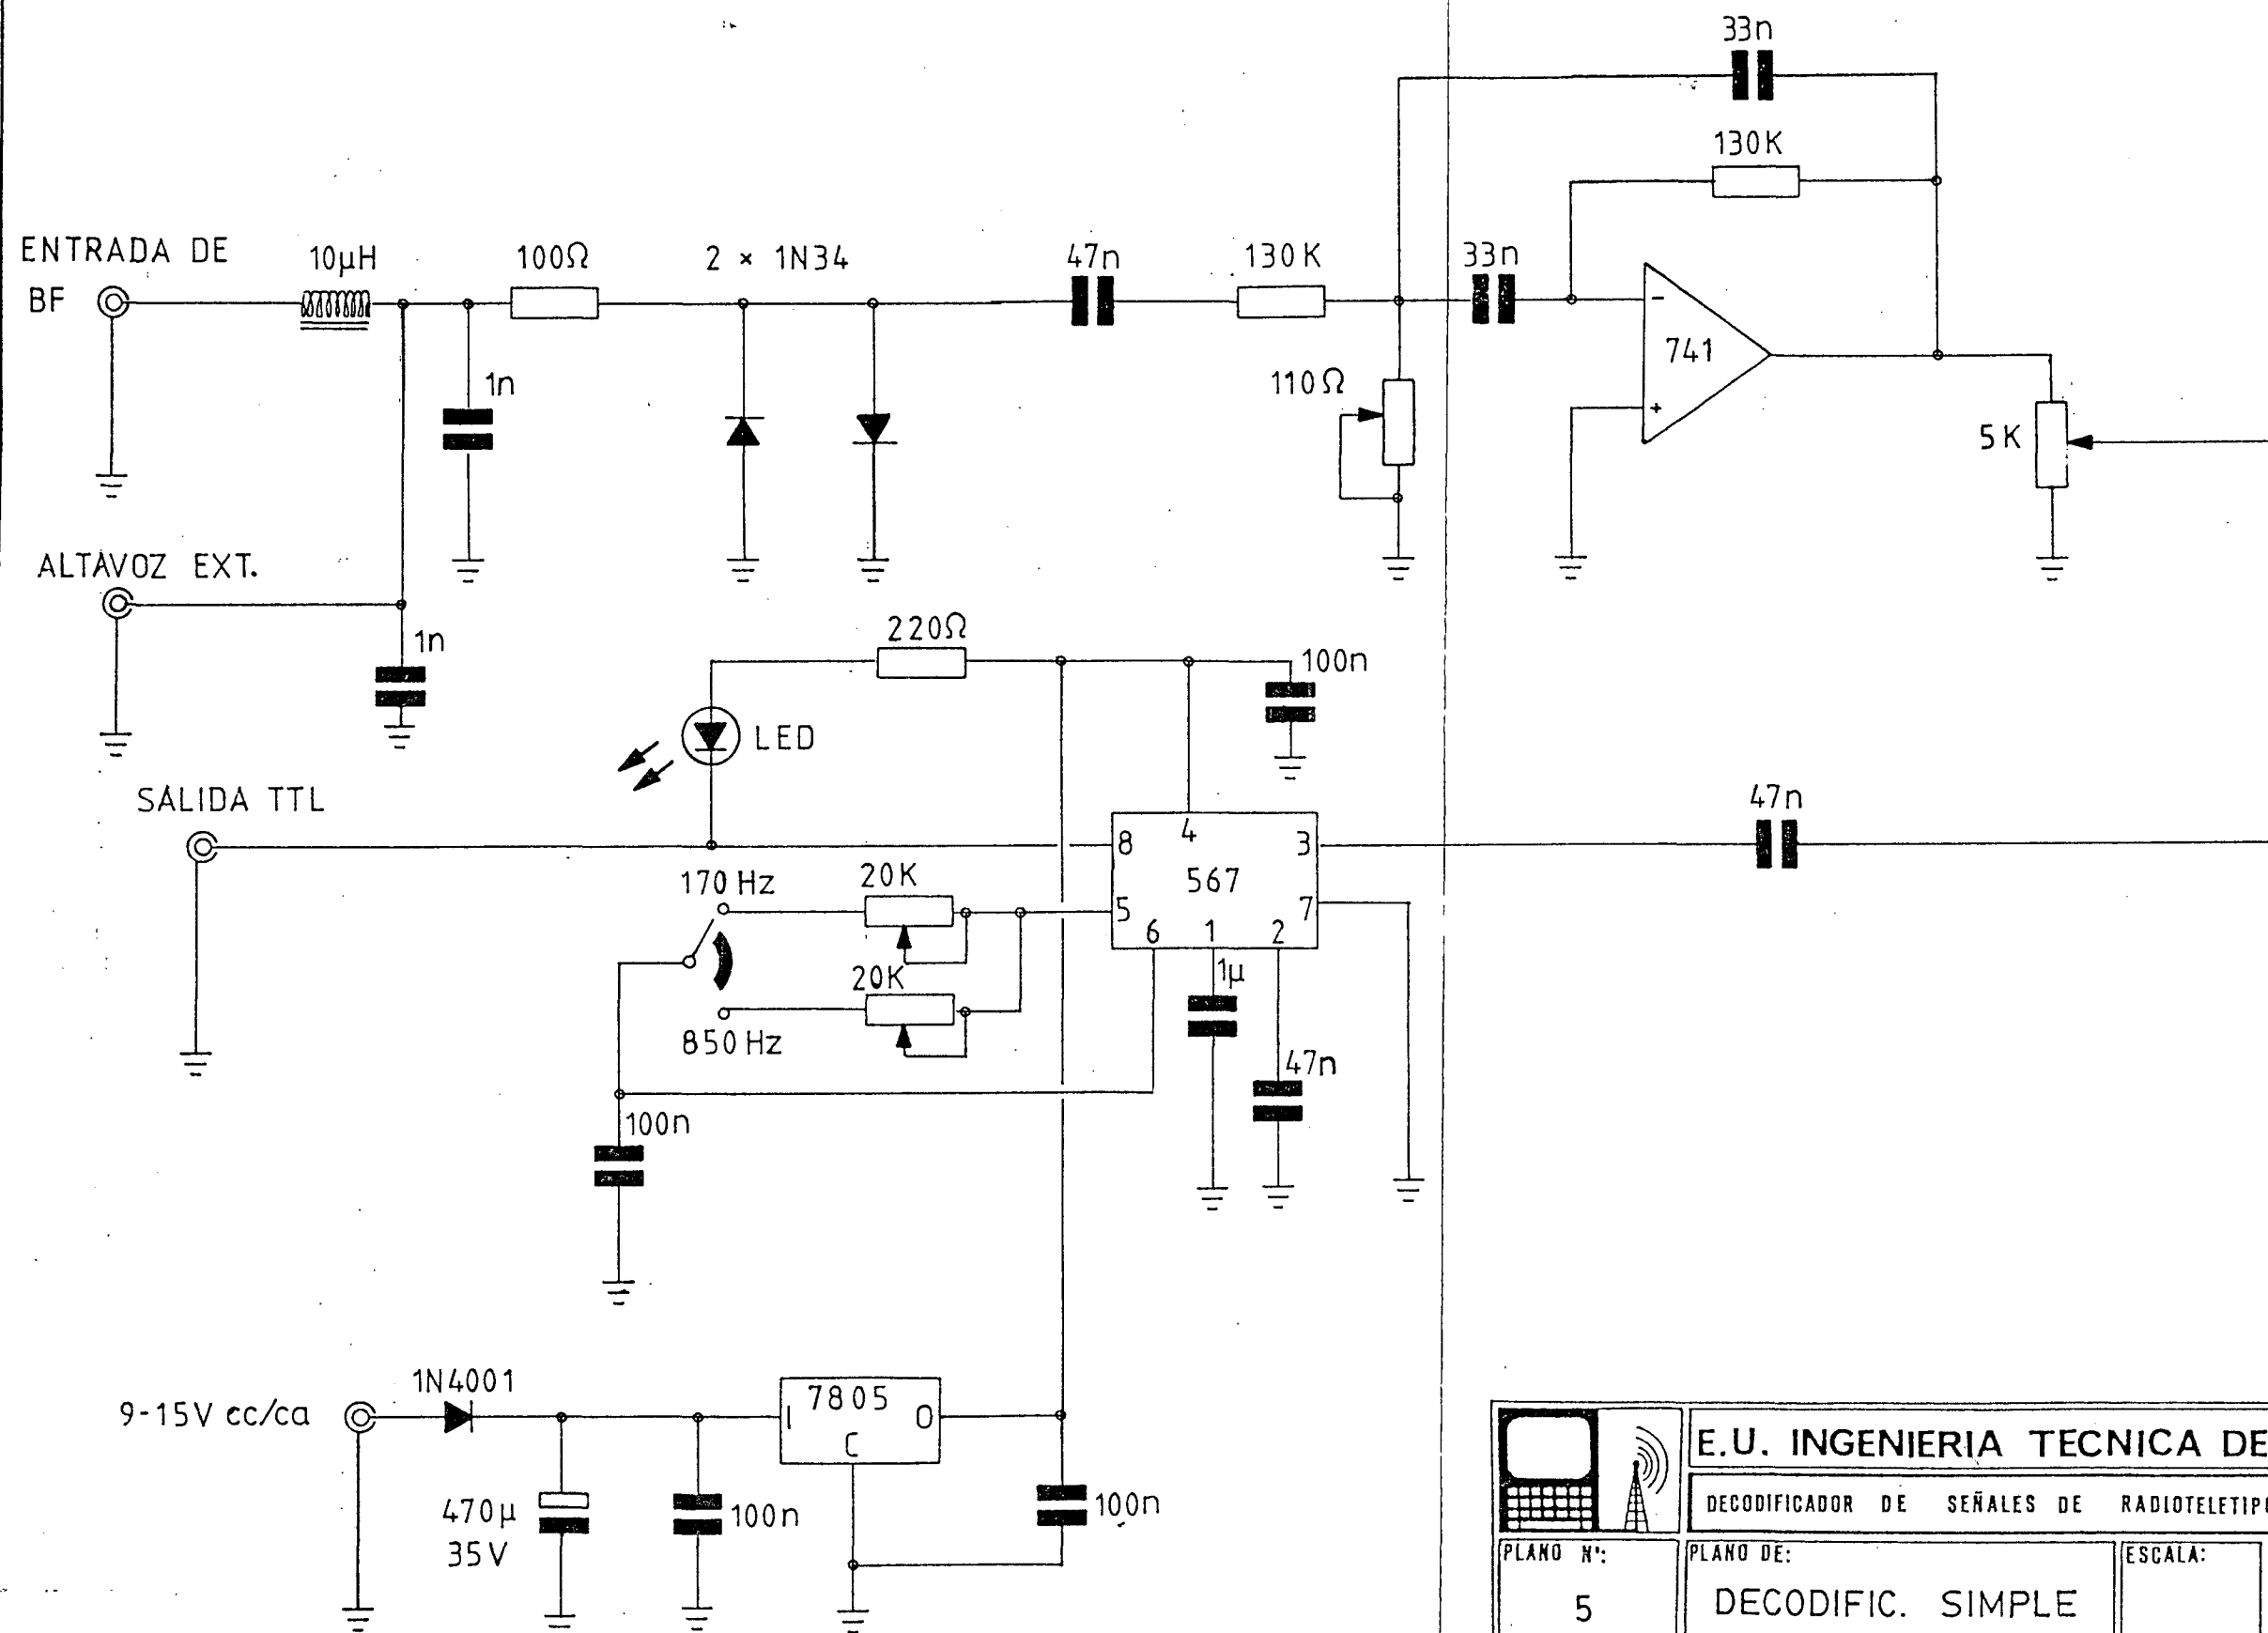 33n
130K
ENTRADA DE
BF
10µH
100Ω
2 × 1N34
47n
130K
33n
1n
110Ω
741
-
+
5K
ALTAVOZ EXT.
1n
220Ω
100n
LED
SALIDA TTL
47n
8
4
3
567
170 Hz
20K
5
7
6
1
2
20K
1µ
850 Hz
47n
100n
1N4001
9-15V cc/ca
7805
I
O
C
470µ
35V
100n
100n
E.U. INGENIERIA TECNICA DE
DECODIFICADOR DE SEÑALES DE RADIOTELETIPO
PLANO Nº:
5
PLANO DE:
DECODIFIC. SIMPLE
ESCALA: